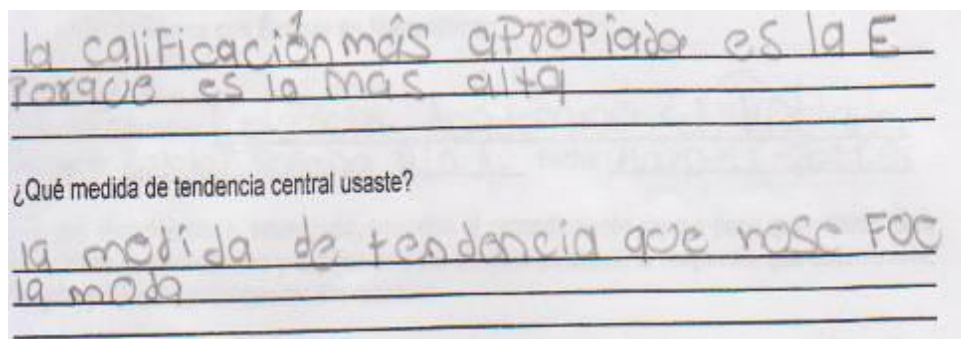 la calificación más apropiada es la E
Porque es la mas alta
¿Qué medida de tendencia central usaste?
la medida de tendencia que nose FOC
la moda